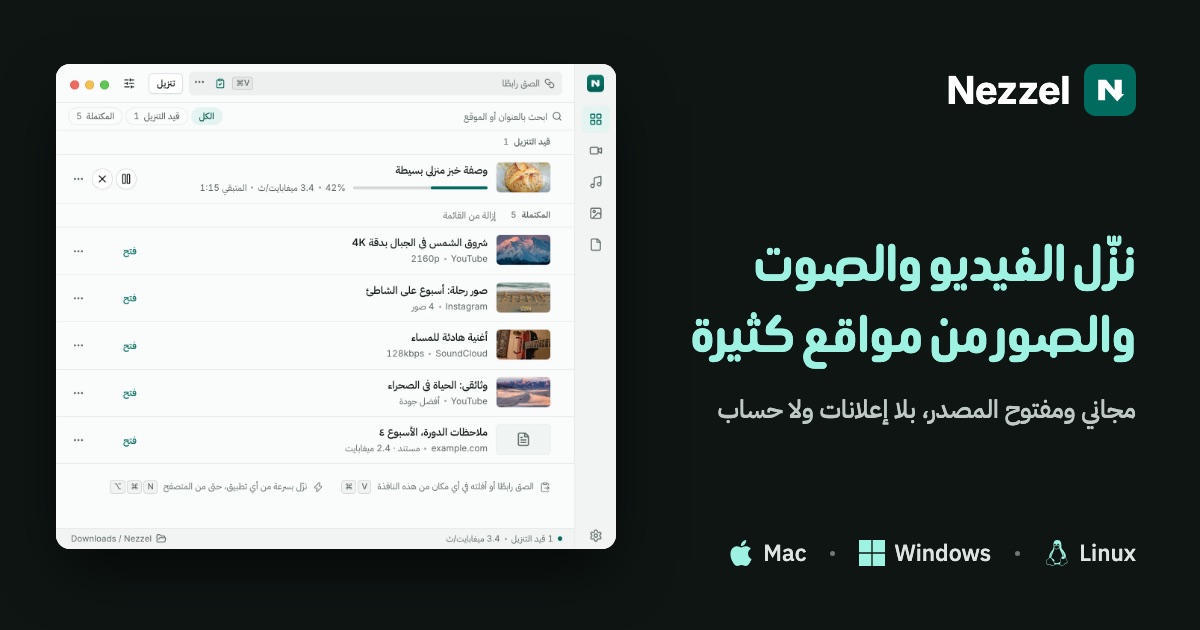 Nezzel
نزّل الفيديو والصوت
والصور من مواقع كثيرة
مجاني ومفتوح المصدر، بلا إعلانات ولا حساب
Linux • Windows • Mac
الصق رابطًا
⌘V
تنزيل
ابحث بالعنوان أو الموقع
الكل
قيد التنزيل 1
المكتملة 5
قيد التنزيل 1
وصفة خبز منزلي بسيطة
42% • 3.4 ميغابايت/ث • المتبقي 1:15
المكتملة 5 إزالة من القائمة
شروق الشمس في الجبال بدقة 4K
YouTube • 2160p
فتح
صور رحلة: أسبوع على الشاطئ
Instagram • 4 صور
فتح
أغنية هادئة للمساء
SoundCloud • 128kbps
فتح
وثائقي: الحياة في الصحراء
YouTube • أفضل جودة
فتح
ملاحظات الدورة، الأسبوع ٤
example.com • مستند · 2.4 ميغابايت
فتح
الصق رابطًا أو أفلته في أي مكان من هذه النافذة ⌘ V
نزّل بسرعة من أي تطبيق، حتى من المتصفح ⌥ ⌘ N
1 قيد التنزيل • 3.4 ميغابايت/ث
Downloads / Nezzel